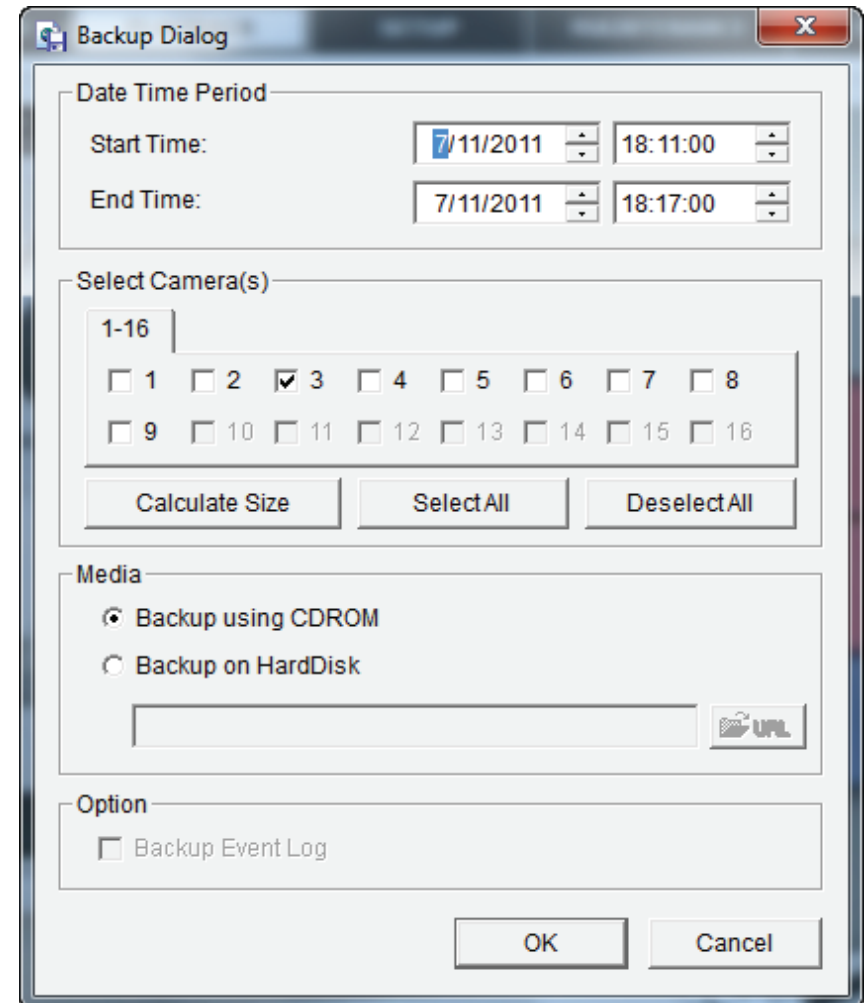 Backup Dialog
Date Time Period
Start Time: 7/11/2011 18:11:00
End Time: 7/11/2011 18:17:00
Select Camera(s)
1-16
1 2 3 4 5 6 7 8
9 10 11 12 13 14 15 16
Calculate Size Select All Deselect All
Media
Backup using CDROM
Backup on HardDisk
URL
Option
Backup Event Log
OK Cancel